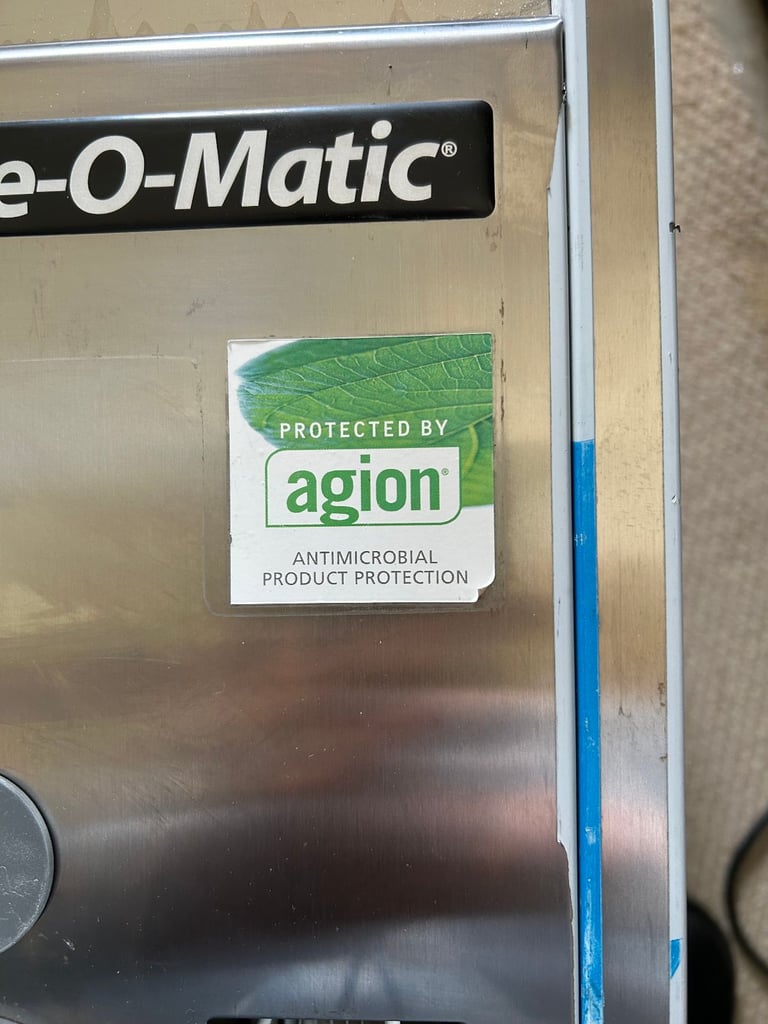 e-O-Matic®
PROTECTED BY
agion®
ANTIMICROBIAL
PRODUCT PROTECTION